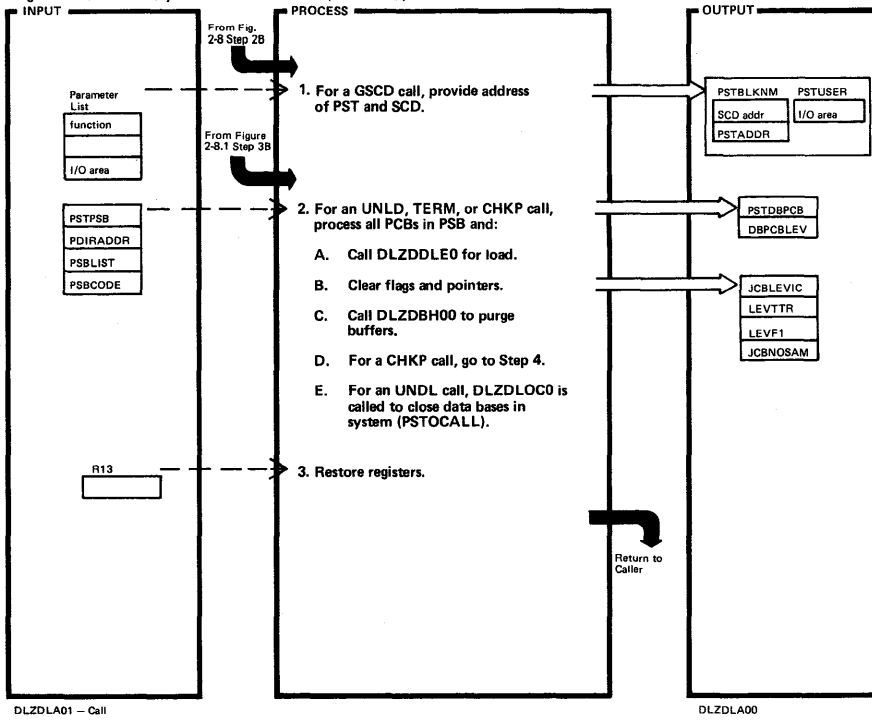 INPUT
PROCESS
OUTPUT
From Fig.
2-8 Step 2B
Parameter
List
function
I/O area
1. For a GSCD call, provide address
of PST and SCD.
PSTBLKNM PSTUSER
SCD addr I/O area
PSTADDR
From Figure
2-8.1 Step 3B
PSTPSB
PDIRADDR
PSBLIST
PSBCODE
2. For an UNLD, TERM, or CHKP call,
process all PCBs in PSB and:
A. Call DLZDDLE0 for load.
B. Clear flags and pointers.
C. Call DLZDBH00 to purge
buffers.
D. For a CHKP call, go to Step 4.
E. For an UNDL call, DLZDLOC0 is
called to close data bases in
system (PSTOCALL).
PSTDBPCB
DBPCBLEV
JCBLEVIC
LEVTTR
LEVF1
JCBNOSAM
R13
3. Restore registers.
Return to
Caller
DLZDLA01 – Call
DLZDLA00